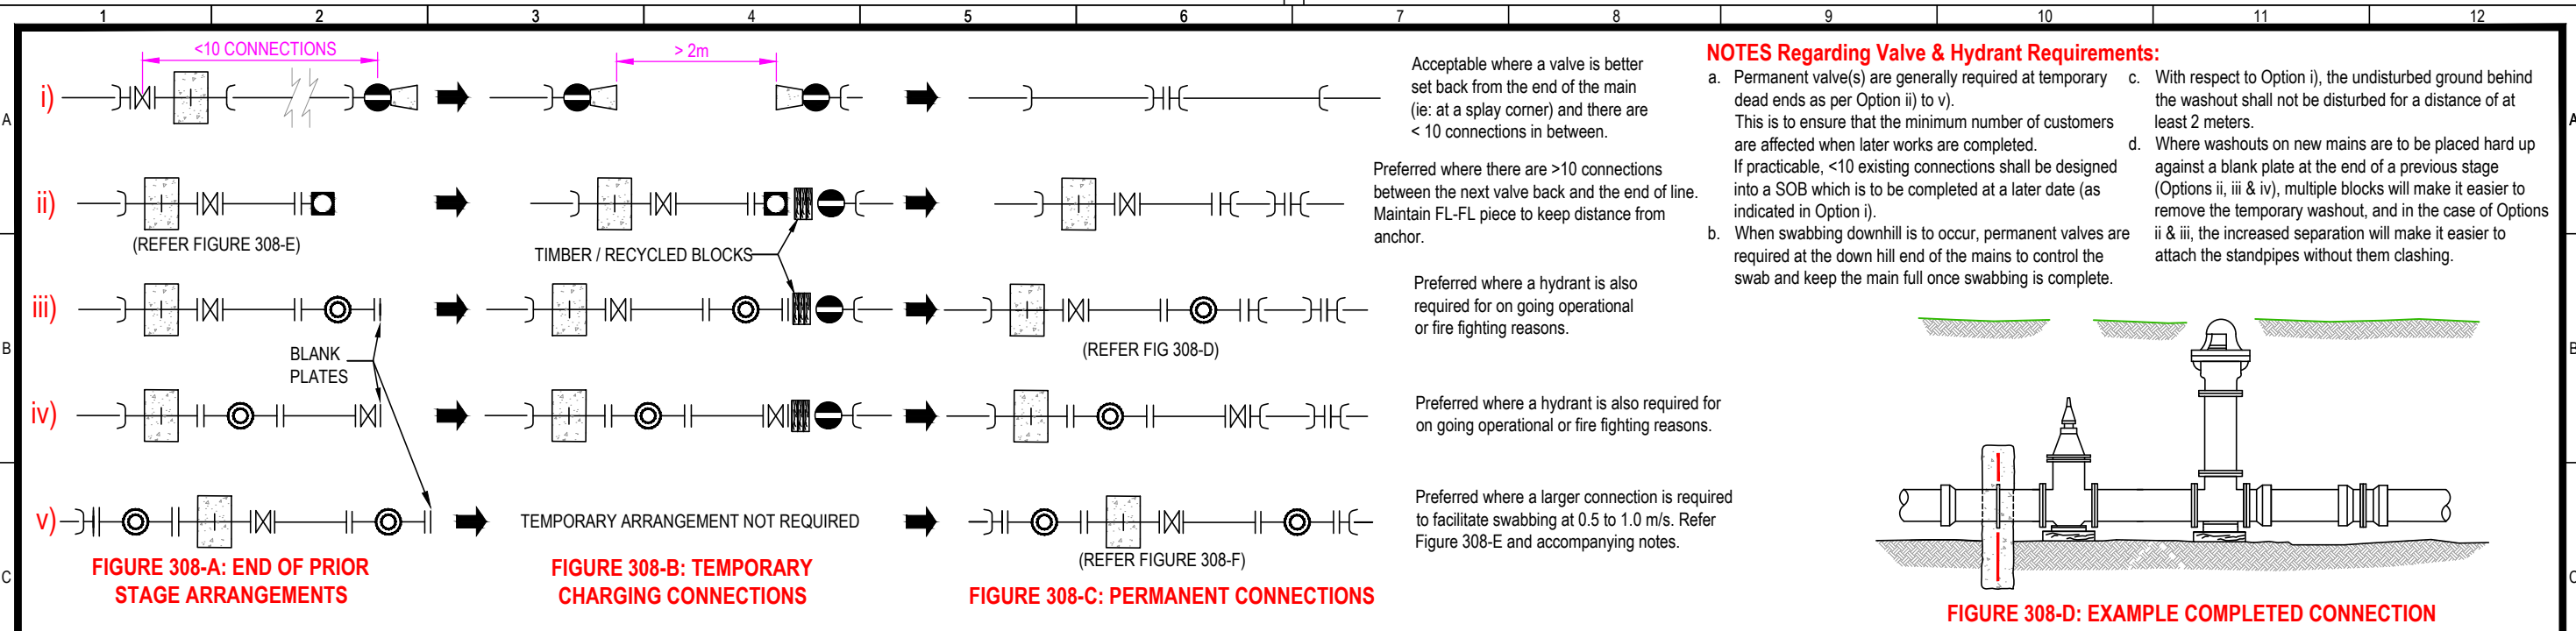 1 2 3 4 5 6 7 8 9 10 11 12
A
B
C
A
B
C
<10 CONNECTIONS
> 2m
i)
ii)
(REFER FIGURE 308-E)
TIMBER / RECYCLED BLOCKS
iii)
BLANK
PLATES
(REFER FIG 308-D)
iv)
v)
TEMPORARY ARRANGEMENT NOT REQUIRED
(REFER FIGURE 308-F)
FIGURE 308-A: END OF PRIOR
STAGE ARRANGEMENTS
FIGURE 308-B: TEMPORARY
CHARGING CONNECTIONS
FIGURE 308-C: PERMANENT CONNECTIONS
Acceptable where a valve is better
set back from the end of the main
(ie: at a splay corner) and there are
< 10 connections in between.
Preferred where there are >10 connections
between the next valve back and the end of line.
Maintain FL-FL piece to keep distance from
anchor.
Preferred where a hydrant is also
required for on going operational
or fire fighting reasons.
Preferred where a hydrant is also required for
on going operational or fire fighting reasons.
Preferred where a larger connection is required
to facilitate swabbing at 0.5 to 1.0 m/s. Refer
Figure 308-E and accompanying notes.
NOTES Regarding Valve & Hydrant Requirements:
a. Permanent valve(s) are generally required at temporary
dead ends as per Option ii) to v).
This is to ensure that the minimum number of customers
are affected when later works are completed.
If practicable, <10 existing connections shall be designed
into a SOB which is to be completed at a later date (as
indicated in Option i).
b. When swabbing downhill is to occur, permanent valves are
required at the down hill end of the mains to control the
swab and keep the main full once swabbing is complete.
c. With respect to Option i), the undisturbed ground behind
the washout shall not be disturbed for a distance of at
least 2 meters.
d. Where washouts on new mains are to be placed hard up
against a blank plate at the end of a previous stage
(Options ii, iii & iv), multiple blocks will make it easier to
remove the temporary washout, and in the case of Options
ii & iii, the increased separation will make it easier to
attach the standpipes without them clashing.
FIGURE 308-D: EXAMPLE COMPLETED CONNECTION